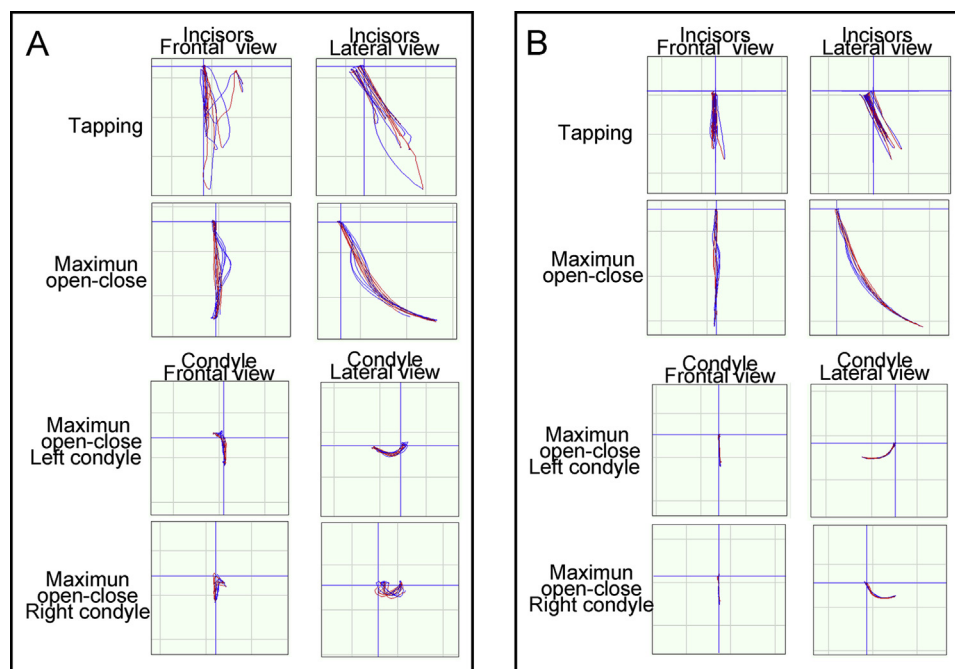 A
Incisors
Frontal view
Incisors
Lateral view
Tapping
Maximun
open-close
Condyle
Frontal view
Condyle
Lateral view
Maximun
open-close
Left condyle
Maximun
open-close
Right condyle
B
Incisors
Frontal view
Incisors
Lateral view
Tapping
Maximun
open-close
Condyle
Frontal view
Condyle
Lateral view
Maximun
open-close
Left condyle
Maximun
open-close
Right condyle